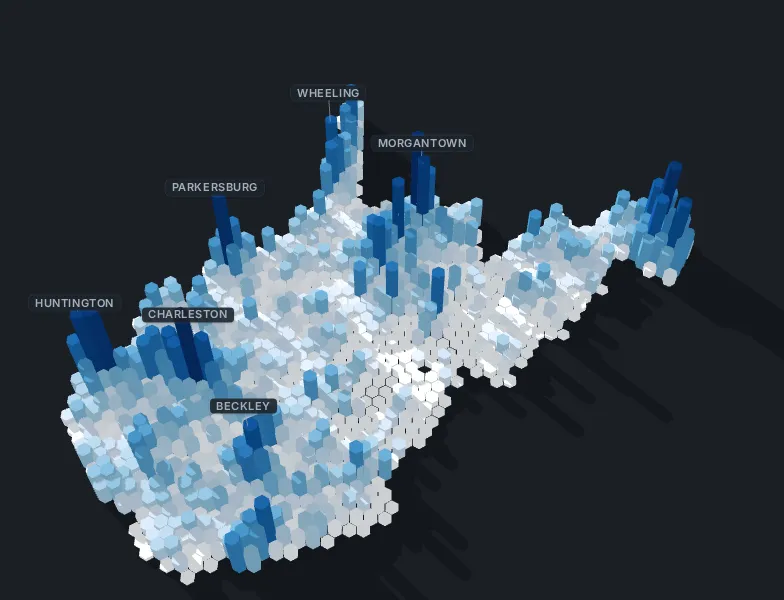 WHEELING
MORGANTOWN
PARKERSBURG
HUNTINGTON
CHARLESTON
BECKLEY